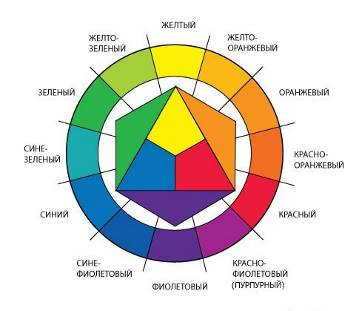 ЖЕЛТЫЙ
ЖЕЛТО-
ОРАНЖЕВЫЙ
ОРАНЖЕВЫЙ
КРАСНО-
ОРАНЖЕВЫЙ
КРАСНЫЙ
КРАСНО-
ФИОЛЕТОВЫЙ
(ПУРПУРНЫЙ)
ФИОЛЕТОВЫЙ
СИНЕ-
ФИОЛЕТОВЫЙ
СИНИЙ
СИНЕ-
ЗЕЛЕНЫЙ
ЗЕЛЕНЫЙ
ЖЕЛТО-
ЗЕЛЕНЫЙ